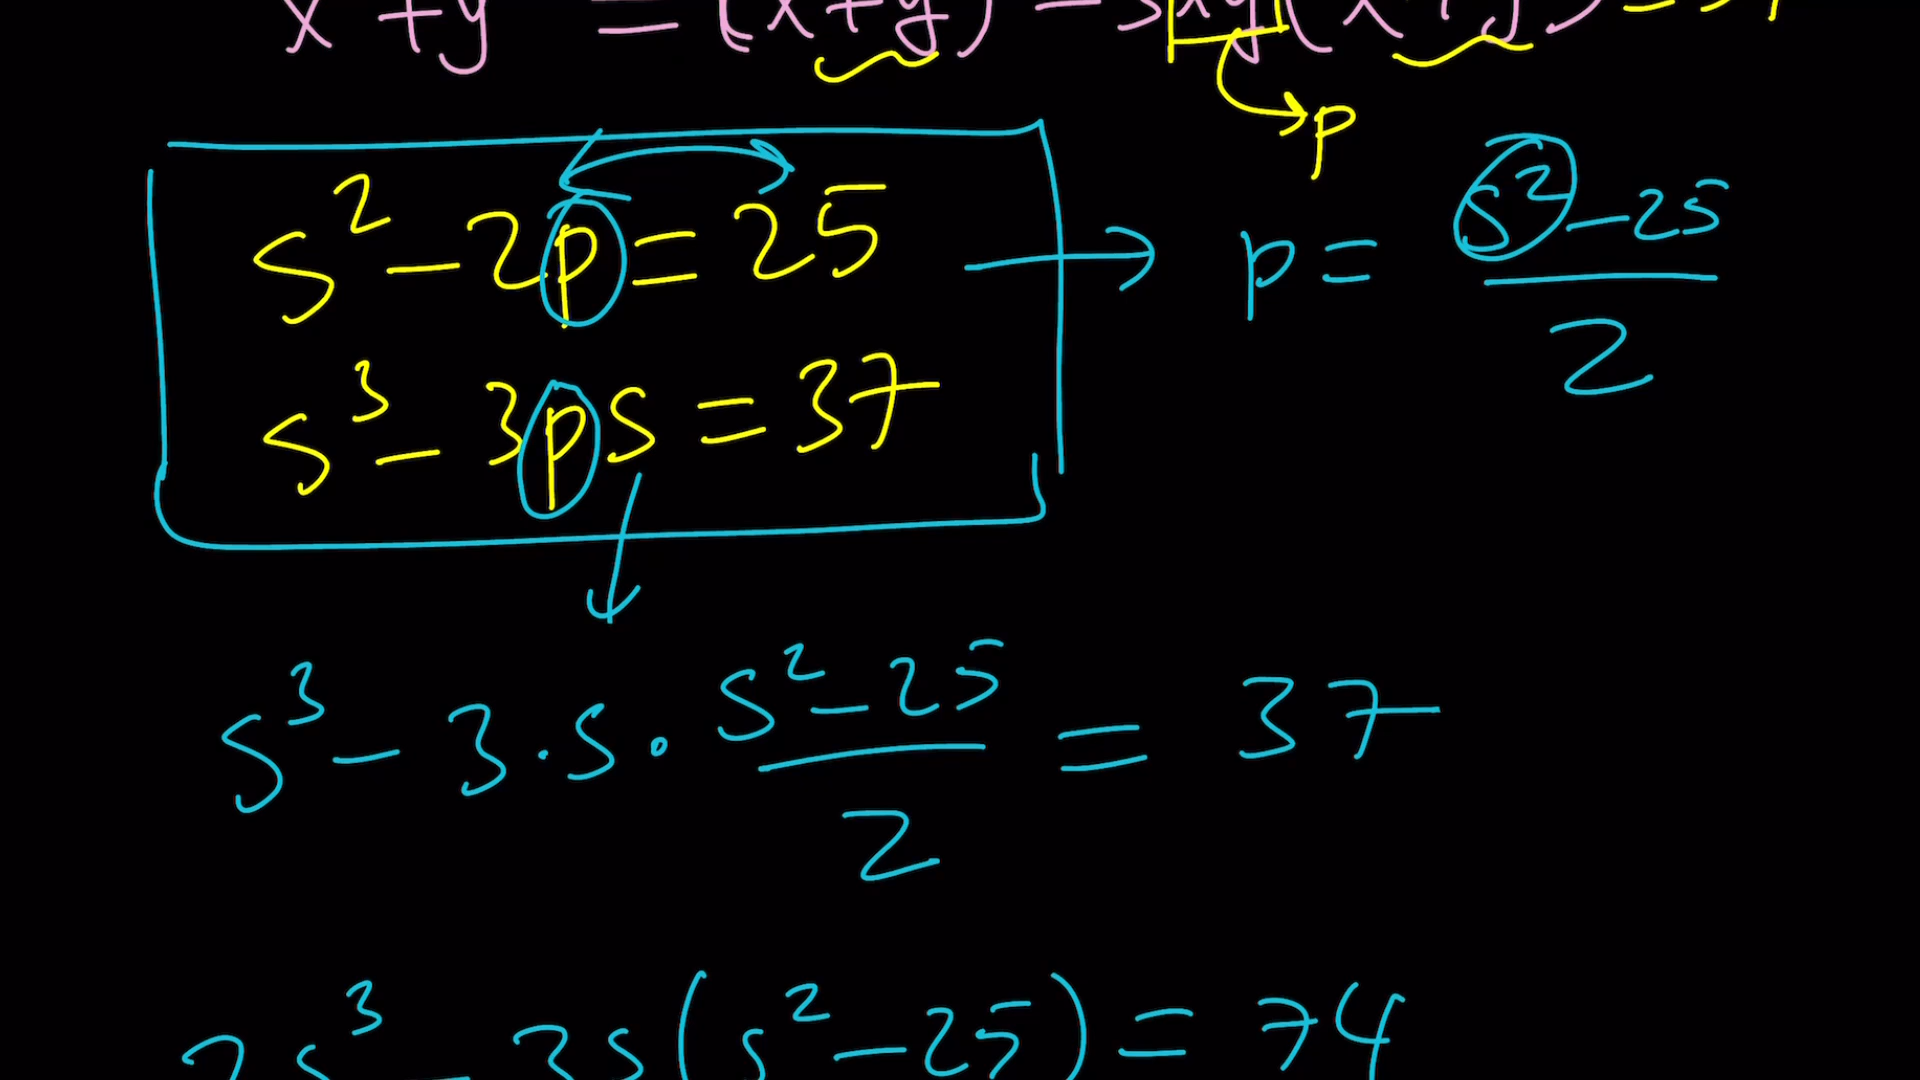 x + y = (x+y) - 3xy(x+y) =
p
s² - 2p = 25
p = s² - 25 / 2
s³ - 3ps = 37
s³ - 3·s· s² - 25 / 2 = 37
2s³ - 3s(s² - 25) = 74